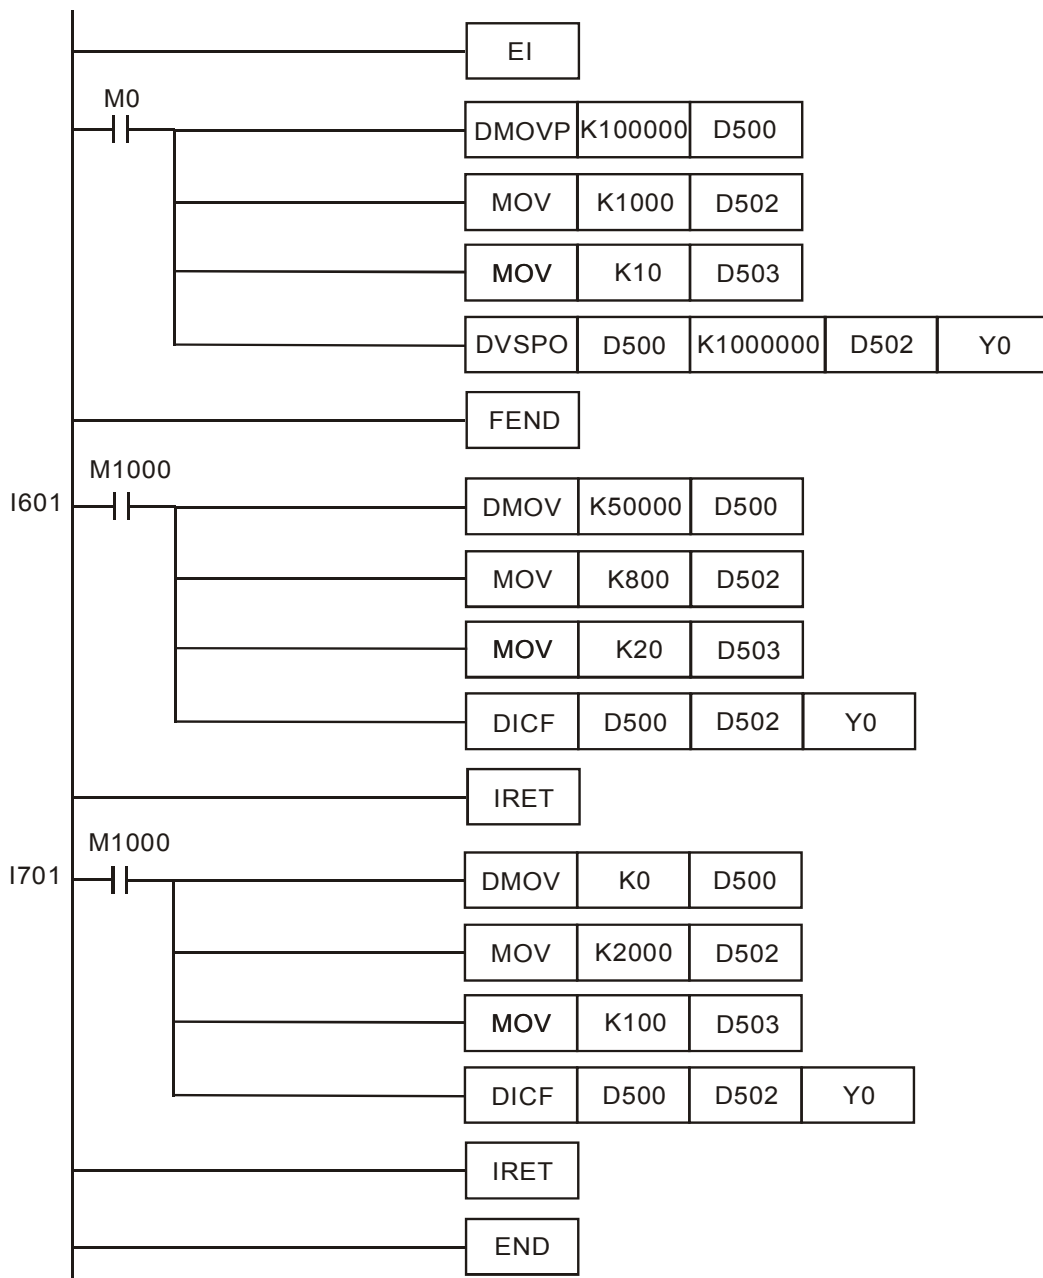 EI
M0
DMOVP K100000 D500
MOV K1000 D502
MOV K10 D503
DVSPO D500 K1000000 D502 Y0
FEND
M1000
I601
DMOV K50000 D500
MOV K800 D502
MOV K20 D503
DICF D500 D502 Y0
IRET
M1000
I701
DMOV K0 D500
MOV K2000 D502
MOV K100 D503
DICF D500 D502 Y0
IRET
END